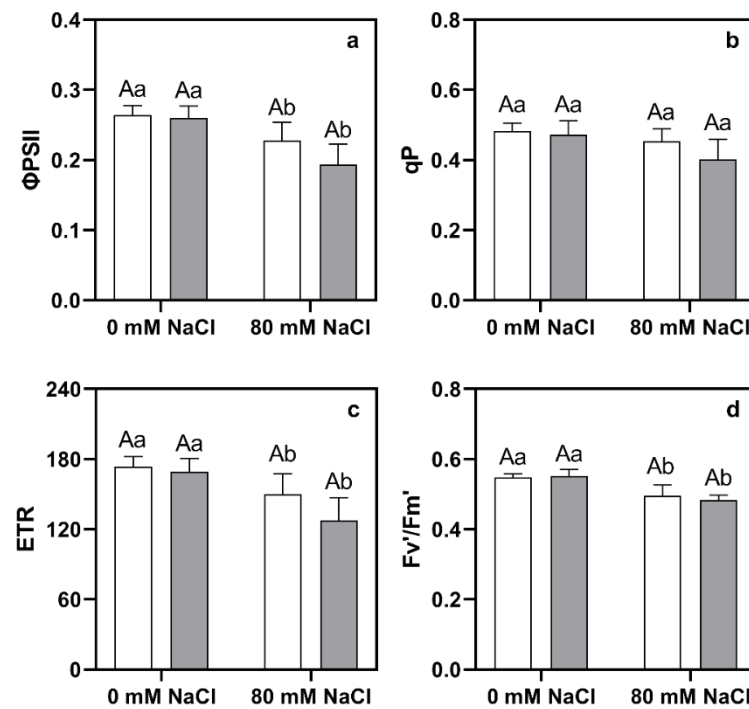 a
ΦPSII
0.4
0.3
0.2
0.1
0.0
Aa Aa Ab Ab
0 mM NaCl 80 mM NaCl
b
qP
0.8
0.6
0.4
0.2
0.0
Aa Aa Aa Aa
0 mM NaCl 80 mM NaCl
c
ETR
240
180
120
60
0
Aa Aa Ab Ab
0 mM NaCl 80 mM NaCl
d
Fv'/Fm'
0.8
0.6
0.4
0.2
0.0
Aa Aa Ab Ab
0 mM NaCl 80 mM NaCl